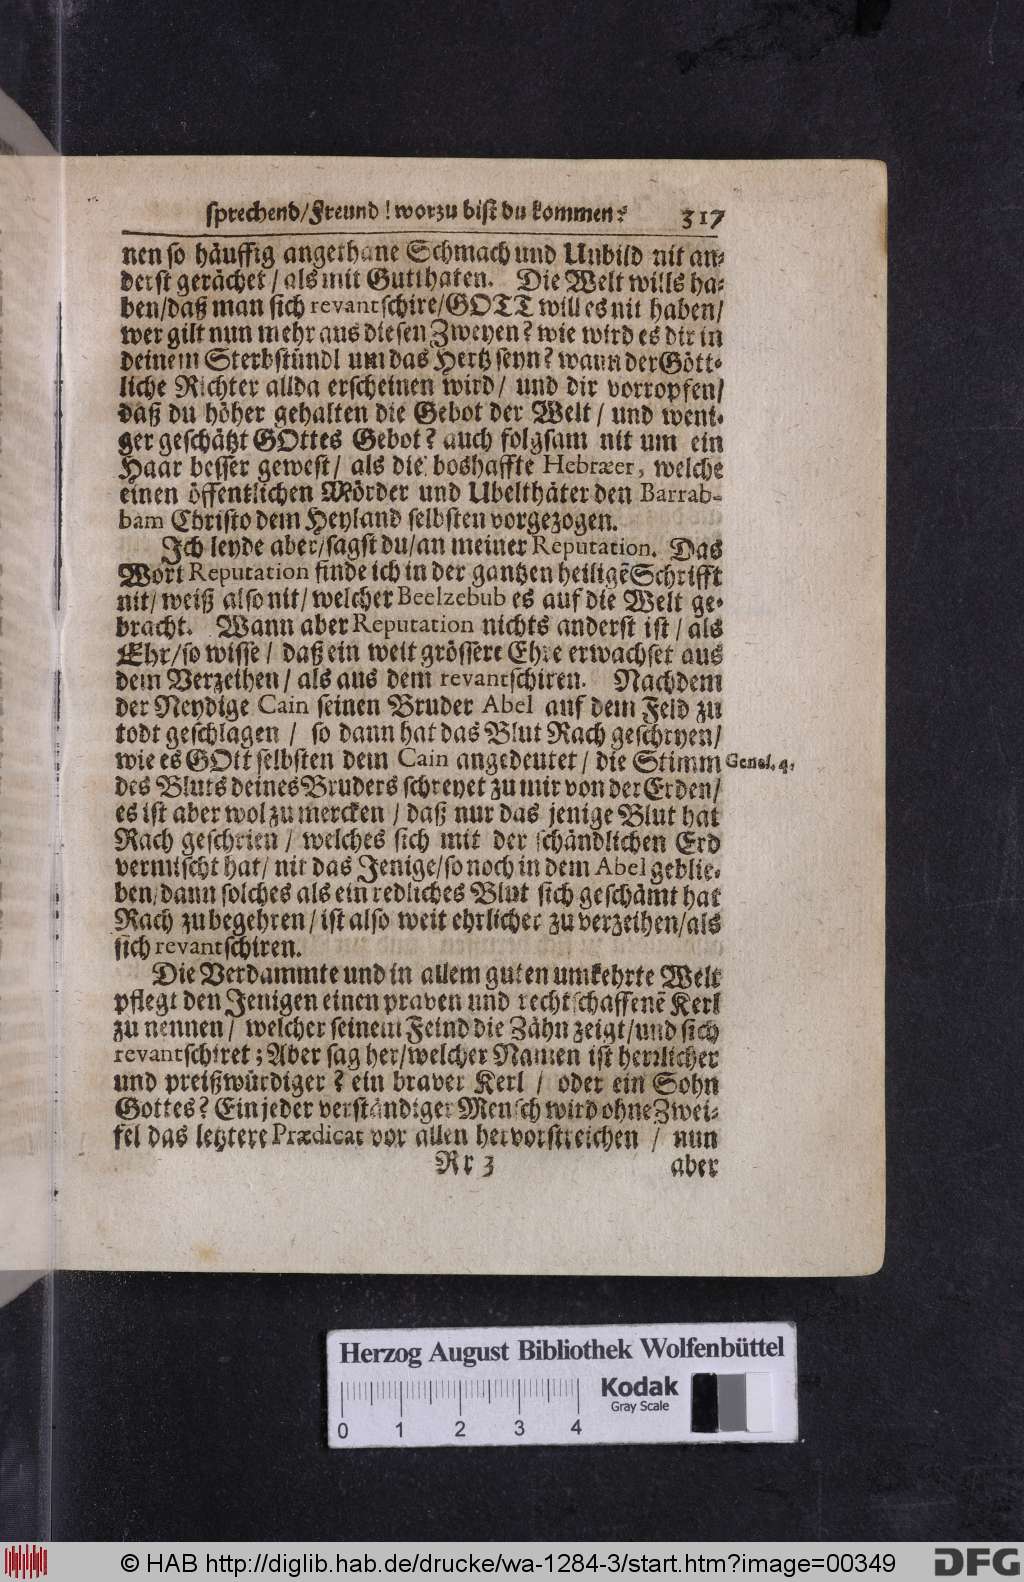 sprechend/Freund! worzu bist du kommen? 317
nen so häuffig angethane Schmach und Unbild nit an-
derst gerächet / als mit Gutthaten. Die Welt wills ha-
ben/daß man sich revantschire/GOTT will es nit haben/
wer gilt nun mehr aus diesen Zweyen? wie wird es dir in
deinem Sterbstündl um das Hertz seyn? wann der Gött-
liche Richter allda erscheinen wird/ und dir vorropfen/
daß du höher gehalten die Gebot der Welt / und weni-
ger geschätzt GOttes Gebot? auch folgsam nit um ein
Haar besser gewest/ als die boshaffte Hebræer, welche
einen öffentlichen Mörder und Ubelthäter den Barrab-
bam Christo dem Heyland selbsten vorgezogen.
Ich leyde aber/sagst du/an meiner Reputation. Das
Wort Reputation finde ich in der gantzen heiligẽ Schrifft
nit/ weiß also nit/ welcher Beelzebub es auf die Welt ge-
bracht. Wann aber Reputation nichts anderst ist / als
Ehr/so wisse / daß ein weit grössere Ehre erwachset aus
dem Verzeihen / als aus dem revantschiren. Nachdem
der Neydige Cain seinen Bruder Abel auf dem Feld zu
todt geschlagen / so dann hat das Blut Rach geschryen/
wie es GOtt selbsten dem Cain angedeutet / die Stimm Genes. 4.
des Bluts deines Bruders schreyet zu mir von der Erden/
es ist aber wol zu mercken / daß nur das jenige Blut hat
Rach geschrien / welches sich mit der schändlichen Erd
vermischt hat/ nit das Jenige/so noch in dem Abel geblie-
ben/dann solches als ein redliches Blut sich geschämt hat
Rach zu begehren / ist also weit ehrlicher zu verzeihen/als
sich revantschiren.
Die Verdammte und in allem guten umkehrte Welt
pflegt den Jenigen einen praven und rechtschaffenẽ Kerl
zu nennen / welcher seinem Feind die Zähn zeigt/und sich
revantschiret; Aber sag her/welcher Namen ist herrlicher
und preißwürdiger? ein braver Kerl / oder ein Sohn
Gottes? Ein jeder verständiger Mensch wird ohne Zwei-
fel das letztere Prædicat vor allen hervorstreichen / nun
Rr 3 aber
Herzog August Bibliothek Wolfenbüttel
Kodak
Gray Scale
0 1 2 3 4
© HAB http://diglib.hab.de/drucke/wa-1284-3/start.htm?image=00349
DFG